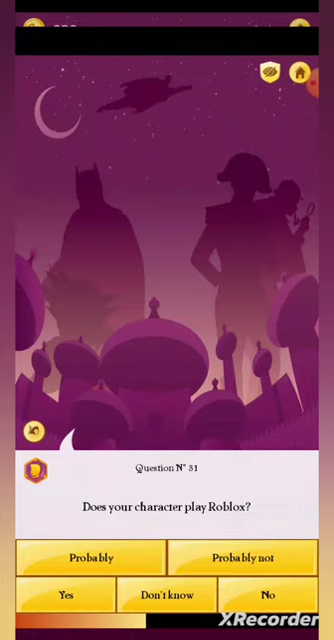 Question N° 31
Does your character play Roblox?
Probably
Probably not
Yes
Don't know
No
XRecorder